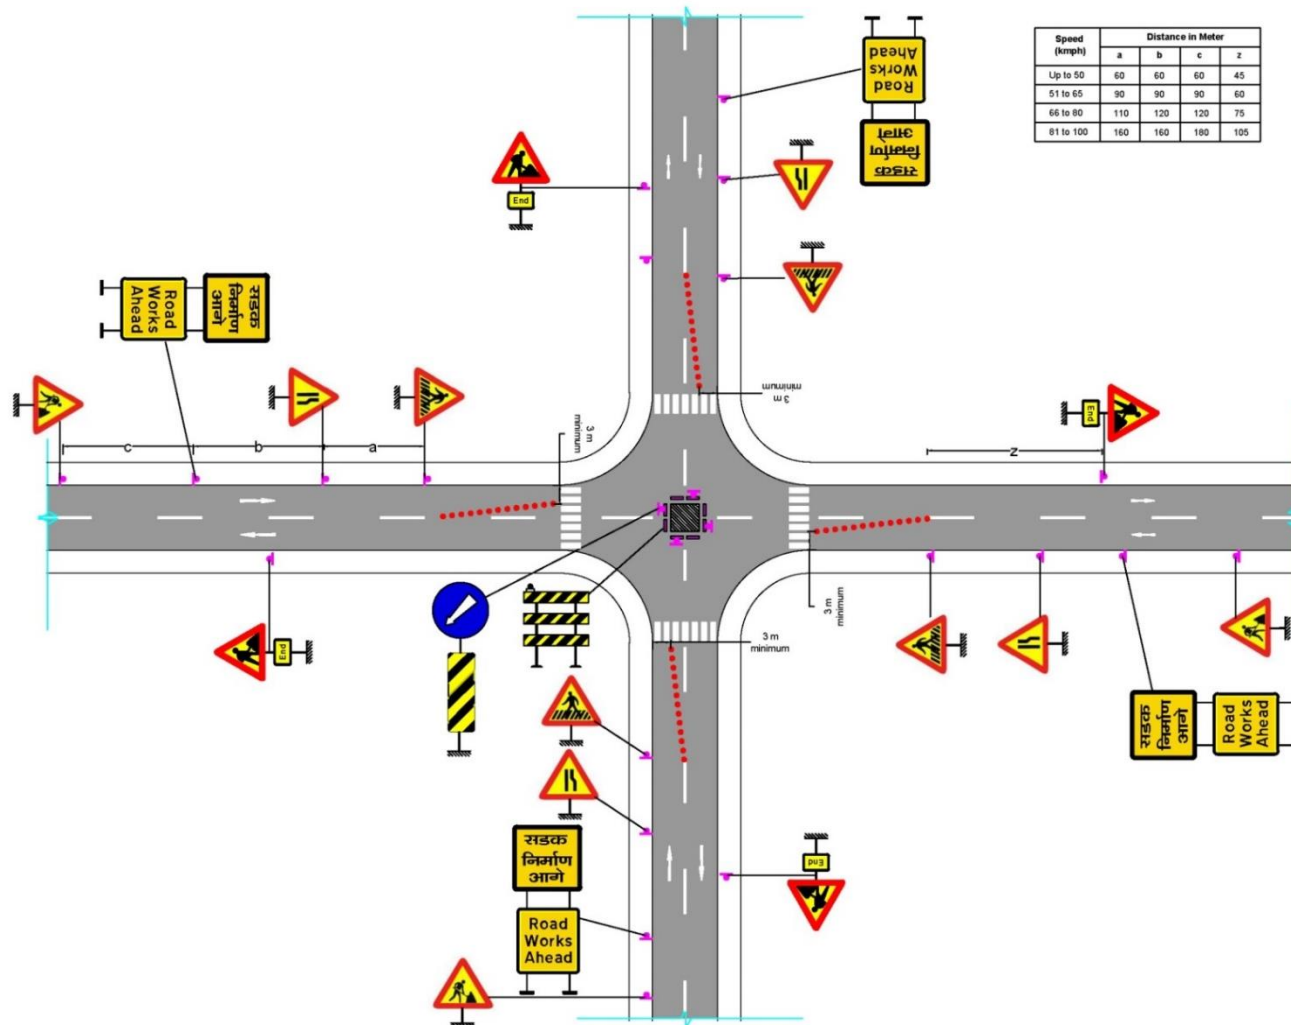 Speed
(kmph)
Distance in Meter
a b c z
Up to 50 60 60 60 45
51 to 65 90 90 90 60
66 to 80 110 120 120 75
81 to 100 160 160 180 105
Road
Works
Ahead
सडक
निर्माण
आगे
End
सडक
निर्माण
आगे
Road
Works
Ahead
3 m
minimum
3 m
minimum
End
c
b
a
z
3 m
minimum
3 m
minimum
End
सडक
निर्माण
आगे
Road
Works
Ahead
सडक
निर्माण
आगे
Road
Works
Ahead
End